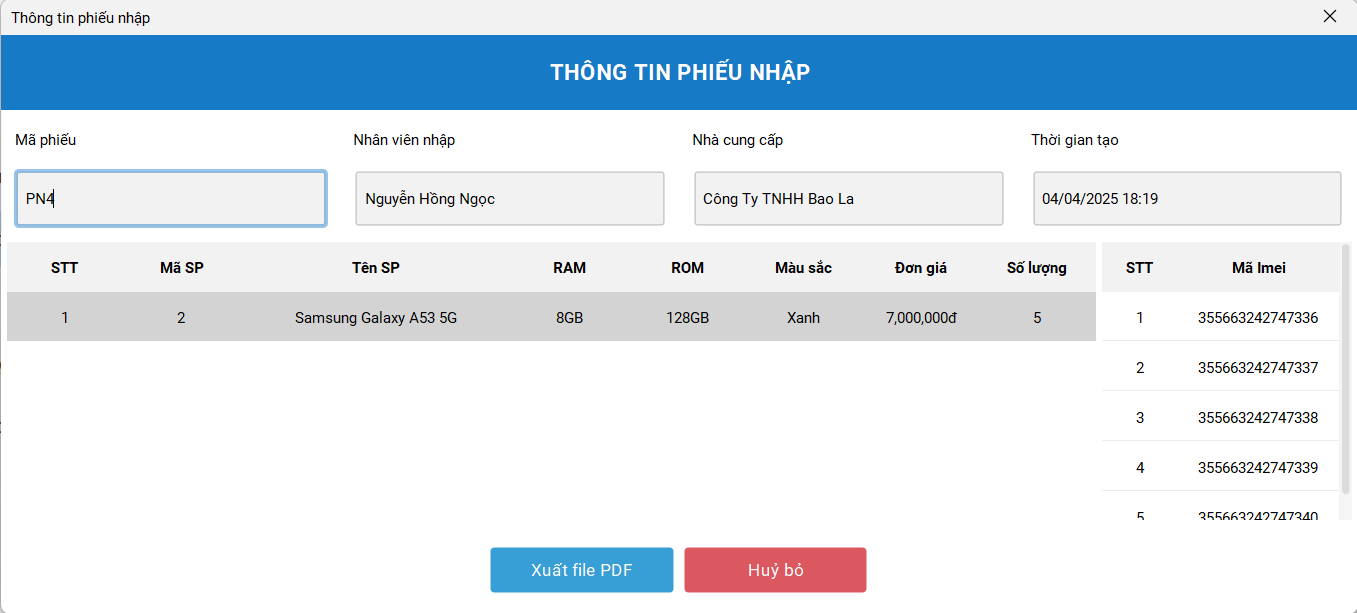 Thông tin phiếu nhập
THÔNG TIN PHIẾU NHẬP
Mã phiếu Nhân viên nhập Nhà cung cấp Thời gian tạo
PN4 Nguyễn Hồng Ngọc Công Ty TNHH Bao La 04/04/2025 18:19
STT Mã SP Tên SP RAM ROM Màu sắc Đơn giá Số lượng STT Mã Imei
1 2 Samsung Galaxy A53 5G 8GB 128GB Xanh 7,000,000đ 5 1 355663242747336
2 355663242747337
3 355663242747338
4 355663242747339
5 355663242747340
Xuất file PDF Huỷ bỏ